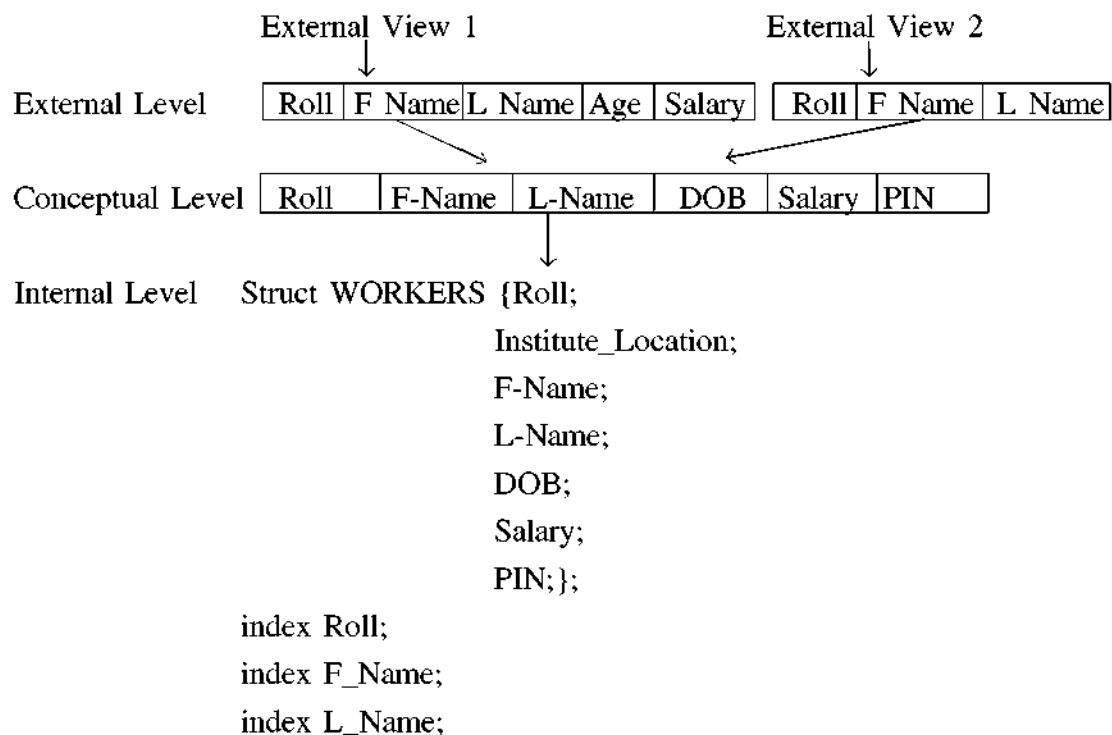 External View 1 External View 2
External Level Roll F Name L Name Age Salary Roll F Name L Name
Conceptual Level Roll F-Name L-Name DOB Salary PIN
Internal Level Struct WORKERS {Roll;
Institute_Location;
F-Name;
L-Name;
DOB;
Salary;
PIN;};
index Roll;
index F_Name;
index L_Name;